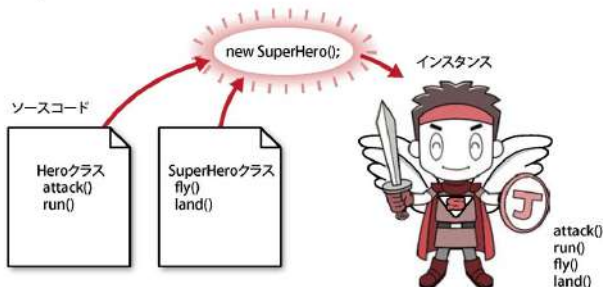 new SuperHero();
インスタンス
ソースコード
Heroクラス
attack()
run()
SuperHeroクラス
fly()
land()
S
J
attack()
run()
fly()
land()